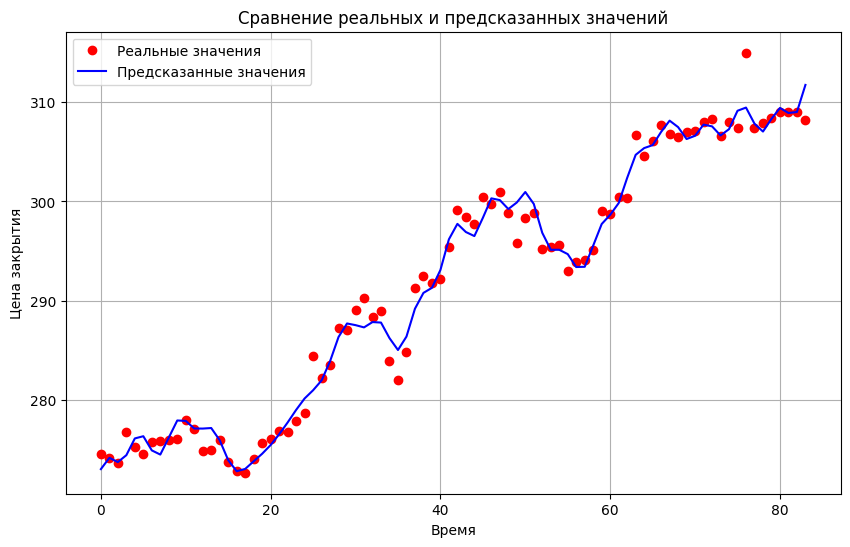 Сравнение реальных и предсказанных значений
Реальные значения
Предсказанные значения
310
300
290
280
Цена закрытия
0
20
40
60
80
Время